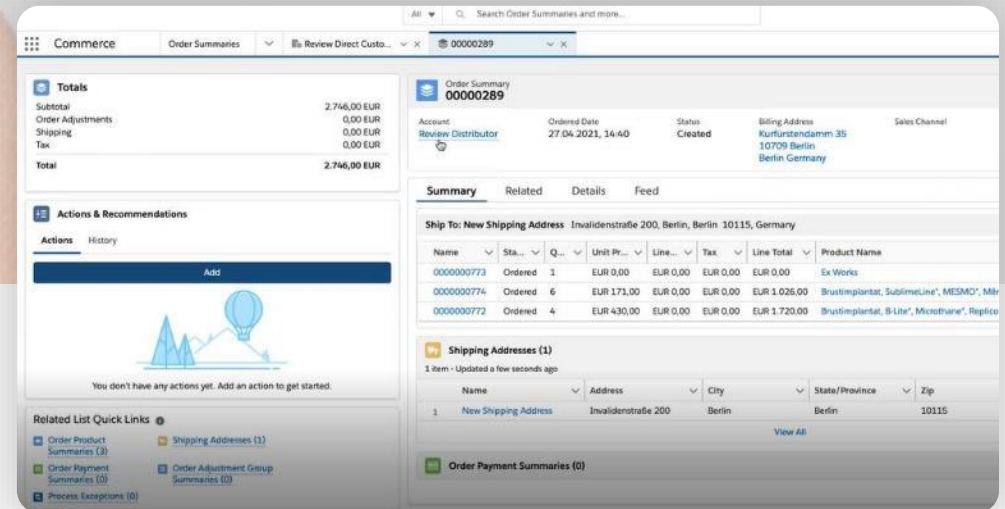 All
Search Order Summaries and more...
Commerce
Order Summaries
Review Direct Custo...
00000289
Totals
Subtotal 2.746,00 EUR
Order Adjustments 0,00 EUR
Shipping 0,00 EUR
Tax 0,00 EUR
Total 2.746,00 EUR
Actions & Recommendations
Actions History
Add
You don't have any actions yet. Add an action to get started.
Related List Quick Links
Order Product Shipping Addresses (1)
Summaries (3)
Order Payment Order Adjustment Group
Summaries (0) Summaries (0)
Process Exceptions (0)
Order Summary
00000289
Account Ordered Date Status Billing Address Sales Channel
Review Distributor 27.04.2021, 14:40 Created Kurfürstendamm 35
10709 Berlin
Berlin Germany
Summary Related Details Feed
Ship To: New Shipping Address Invalidenstraße 200, Berlin, Berlin 10115, Germany
Name Sta... Q... Unit Pr... Line... Tax Line Total Product Name
0000000773 Ordered 1 EUR 0,00 EUR 0,00 EUR 0,00 EUR 0,00 Ex Works
0000000774 Ordered 6 EUR 171,00 EUR 0,00 EUR 0,00 EUR 1.026,00 Brustimplantat, SublimeLine®, MESMO®,
0000000772 Ordered 4 EUR 430,00 EUR 0,00 EUR 0,00 EUR 1.720,00 Brustimplantat, B-Lite®, Microthane®, Replico
Shipping Addresses (1)
1 item - Updated a few seconds ago
Name Address City State/Province Zip
1 New Shipping Address Invalidenstraße 200 Berlin Berlin 10115
View All
Order Payment Summaries (0)